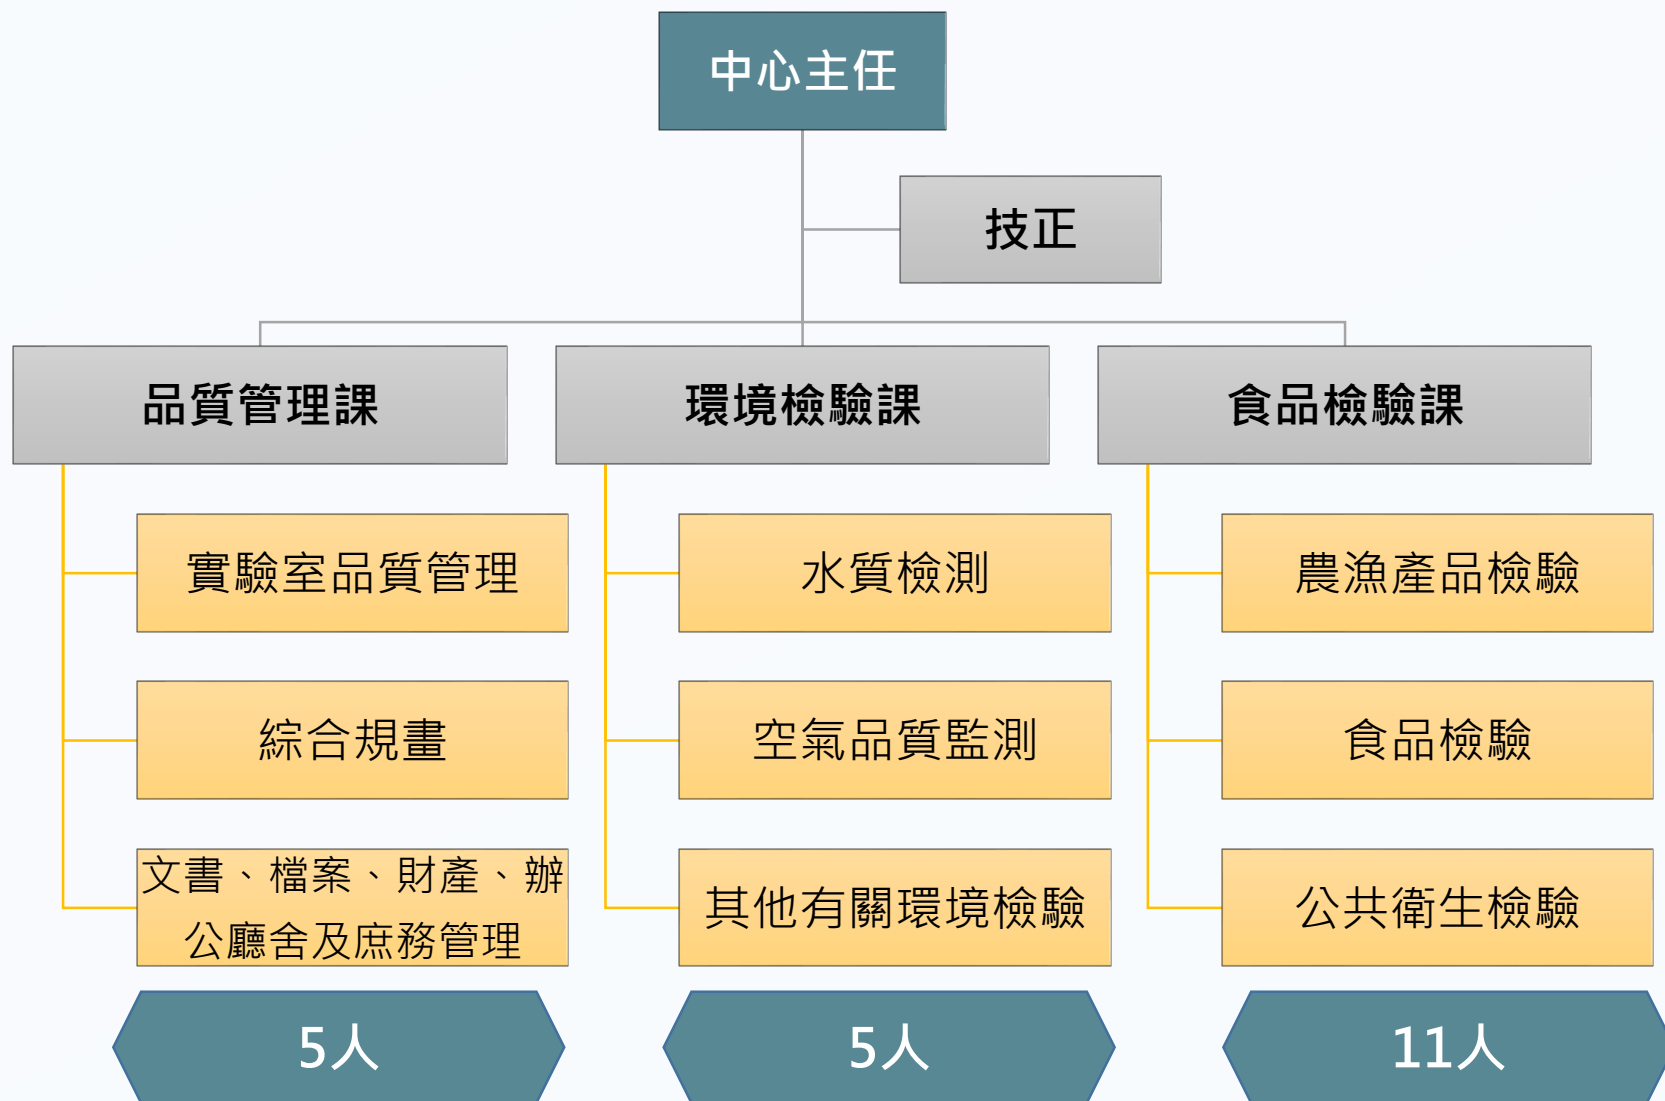 中心主任
技正
品質管理課
環境檢驗課
食品檢驗課
實驗室品質管理
水質檢測
農漁產品檢驗
綜合規畫
空氣品質監測
食品檢驗
文書、檔案、財產、辦
公廳舍及庶務管理
其他有關環境檢驗
公共衛生檢驗
5人
5人
11人